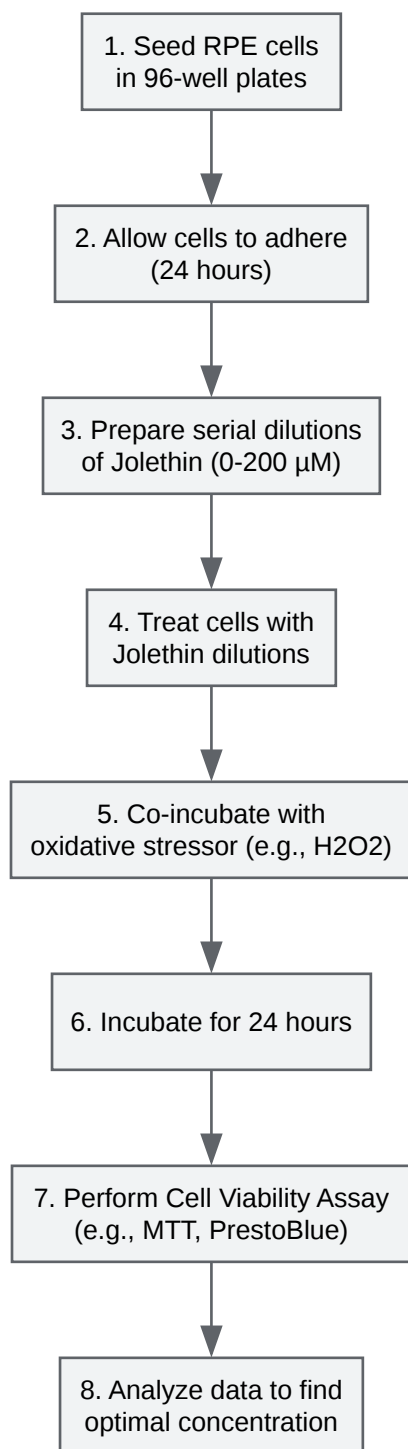 1. Seed RPE cells
in 96-well plates
2. Allow cells to adhere
(24 hours)
3. Prepare serial dilutions
of Jolethin (0-200 µM)
4. Treat cells with
Jolethin dilutions
5. Co-incubate with
oxidative stressor (e.g., H2O2)
6. Incubate for 24 hours
7. Perform Cell Viability Assay
(e.g., MTT, PrestoBlue)
8. Analyze data to find
optimal concentration